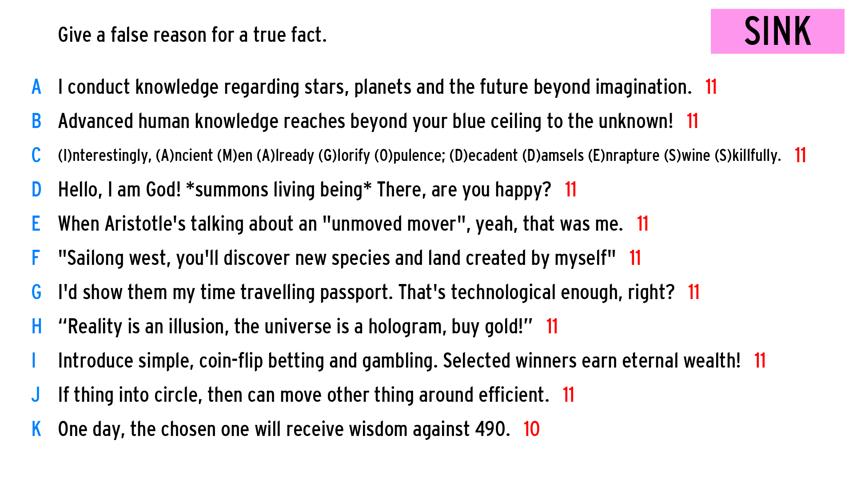 Give a false reason for a true fact.
SINK
A I conduct knowledge regarding stars, planets and the future beyond imagination. 11
B Advanced human knowledge reaches beyond your blue ceiling to the unknown! 11
C (I)nterestingly, (A)ncient (M)en (A)lready (G)lorify (O)pulence; (D)ecadent (D)amsels (E)nrapture (S)wine (S)killfully. 11
D Hello, I am God! *summons living being* There, are you happy? 11
E When Aristotle's talking about an "unmoved mover", yeah, that was me. 11
F "Sailong west, you'll discover new species and land created by myself" 11
G I'd show them my time travelling passport. That's technological enough, right? 11
H “Reality is an illusion, the universe is a hologram, buy gold!” 11
I Introduce simple, coin-flip betting and gambling. Selected winners earn eternal wealth! 11
J If thing into circle, then can move other thing around efficient. 11
K One day, the chosen one will receive wisdom against 490. 10